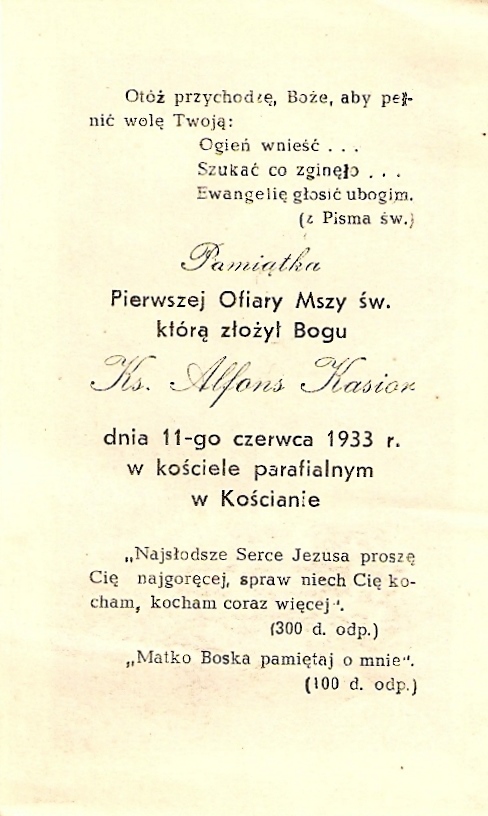 Otóż przychodzę, Boże, aby peł-
nić wolę Twoją:
Ogień wnieść . . .
Szukać co zginęło . . .
Ewangelię głosić ubogim.
(z Pisma św.)
Pamiątka
Pierwszej Ofiary Mszy św.
którą złożył Bogu
Ks. Alfons Kasior
dnia 11-go czerwca 1933 r.
w kościele parafialnym
w Kościanie
„Najsłodsze Serce Jezusa proszę
Cię najgoręcej, spraw niech Cię ko-
cham, kocham coraz więcej“.
(300 d. odp.)
„Matko Boska pamiętaj o mnie“.
(100 d. odp.)